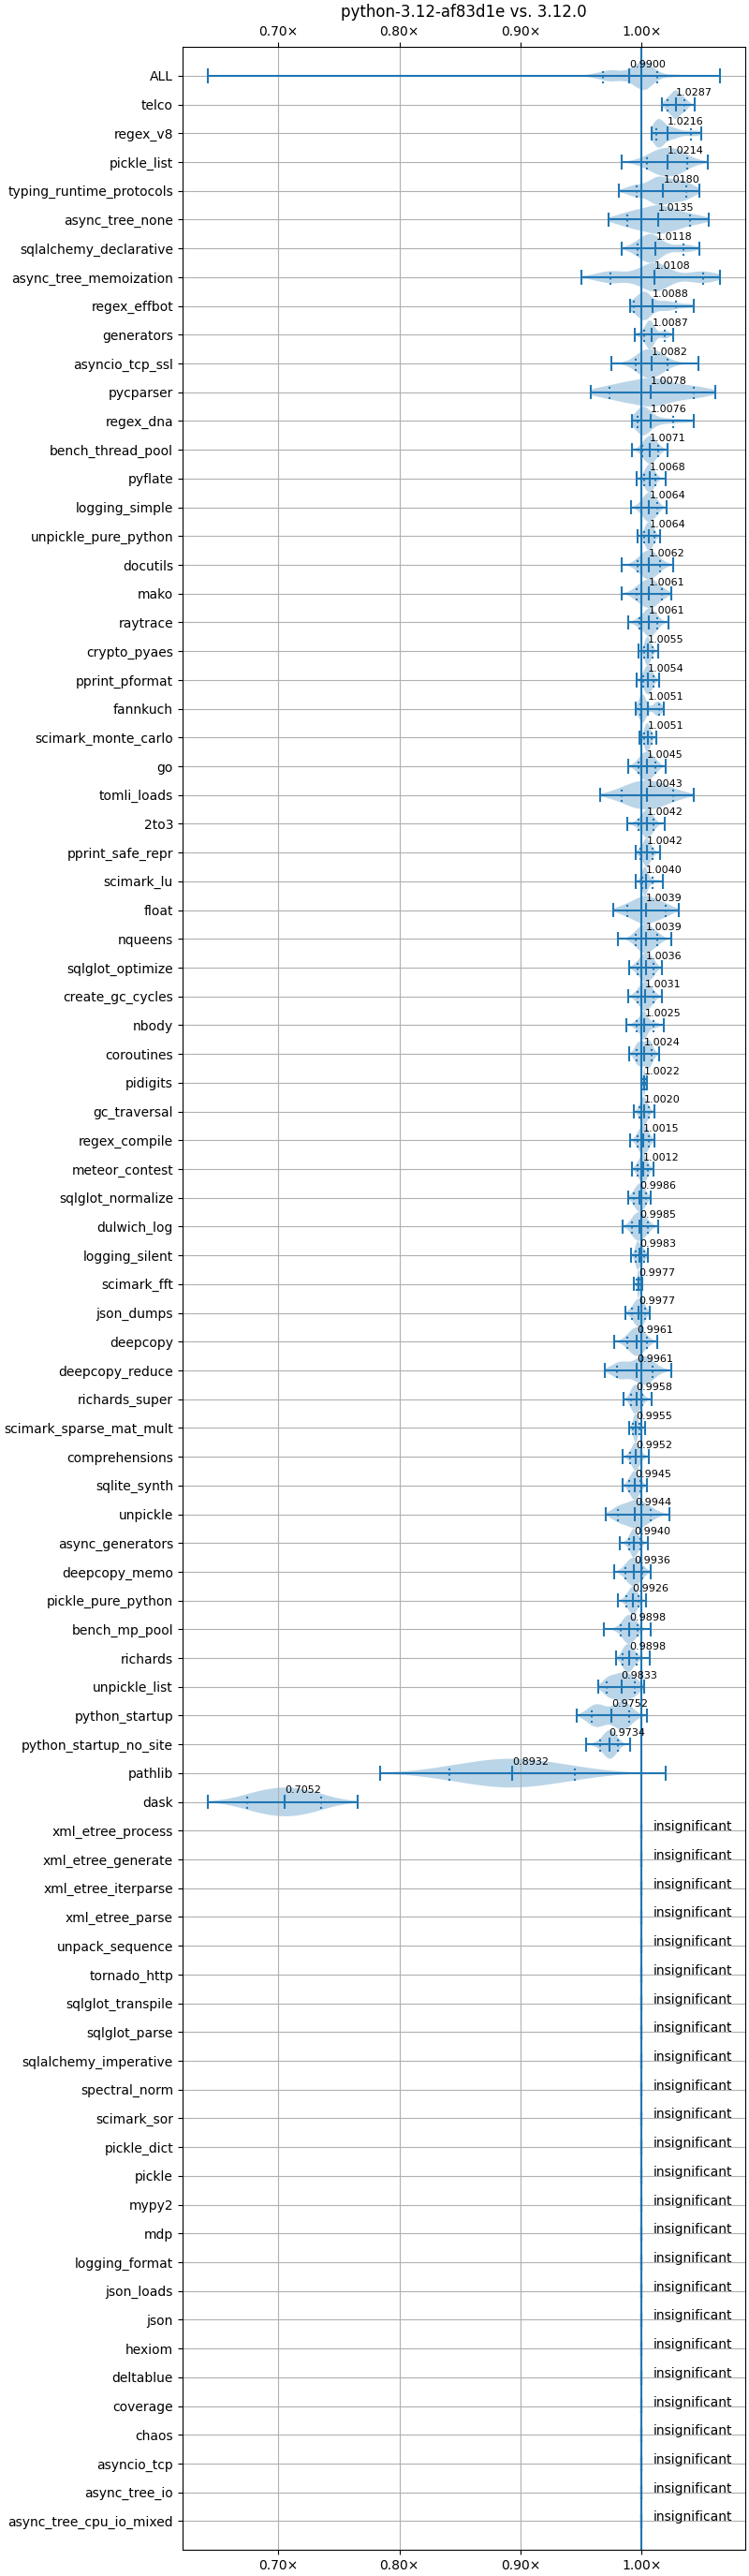 python-3.12-af83d1e vs. 3.12.0
0.70× 0.80× 0.90× 1.00×
ALL 0.9900
telco 1.0287
regex_v8 1.0216
pickle_list 1.0214
typing_runtime_protocols 1.0180
async_tree_none 1.0135
sqlalchemy_declarative 1.0118
async_tree_memoization 1.0108
regex_effbot 1.0088
generators 1.0087
asyncio_tcp_ssl 1.0082
pycparser 1.0078
regex_dna 1.0076
bench_thread_pool 1.0071
pyflate 1.0068
logging_simple 1.0064
unpickle_pure_python 1.0064
docutils 1.0062
mako 1.0061
raytrace 1.0061
crypto_pyaes 1.0055
pprint_pformat 1.0054
fannkuch 1.0051
scimark_monte_carlo 1.0051
go 1.0045
tomli_loads 1.0043
2to3 1.0042
pprint_safe_repr 1.0042
scimark_lu 1.0040
float 1.0039
nqueens 1.0039
sqlglot_optimize 1.0036
create_gc_cycles 1.0031
nbody 1.0025
coroutines 1.0024
pidigits 1.0022
gc_traversal 1.0020
regex_compile 1.0015
meteor_contest 1.0012
sqlglot_normalize 0.9986
dulwich_log 0.9985
logging_silent 0.9983
scimark_fft 0.9977
json_dumps 0.9977
deepcopy 0.9961
deepcopy_reduce 0.9961
richards_super 0.9958
scimark_sparse_mat_mult 0.9955
comprehensions 0.9952
sqlite_synth 0.9945
unpickle 0.9944
async_generators 0.9940
deepcopy_memo 0.9936
pickle_pure_python 0.9926
bench_mp_pool 0.9898
richards 0.9898
unpickle_list 0.9833
python_startup 0.9752
python_startup_no_site 0.9734
pathlib 0.8932
dask 0.7052
xml_etree_process insignificant
xml_etree_generate insignificant
xml_etree_iterparse insignificant
xml_etree_parse insignificant
unpack_sequence insignificant
tornado_http insignificant
sqlglot_transpile insignificant
sqlglot_parse insignificant
sqlalchemy_imperative insignificant
spectral_norm insignificant
scimark_sor insignificant
pickle_dict insignificant
pickle insignificant
mypy2 insignificant
mdp insignificant
logging_format insignificant
json_loads insignificant
json insignificant
hexiom insignificant
deltablue insignificant
coverage insignificant
chaos insignificant
asyncio_tcp insignificant
async_tree_io insignificant
async_tree_cpu_io_mixed insignificant
0.70× 0.80× 0.90× 1.00×